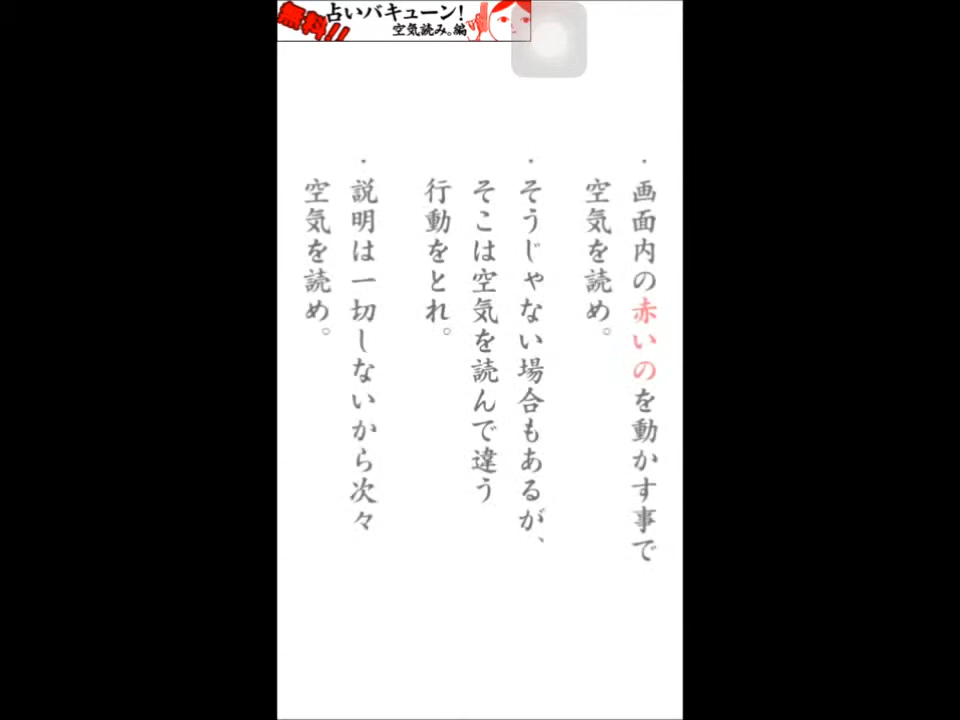 無料!!
占いバキューン!
空気読み。編
・画面内の赤いのを動かす事で
空気を読め。
・そうじゃない場合もあるが、
そこは空気を読んで違う
行動をとれ。
・説明は一切しないから次々
空気を読め。